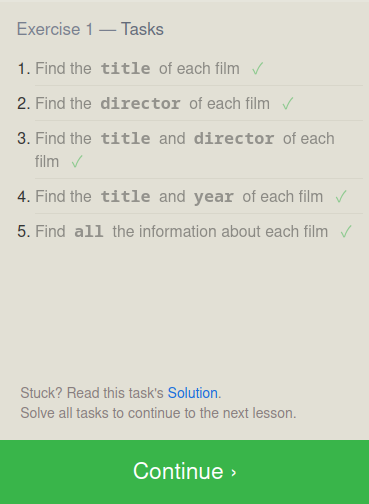 Exercise 1 — Tasks
1. Find the title of each film ✓
2. Find the director of each film ✓
3. Find the title and director of each
film ✓
4. Find the title and year of each film ✓
5. Find all the information about each film ✓
Stuck? Read this task's Solution.
Solve all tasks to continue to the next lesson.
Continue ›